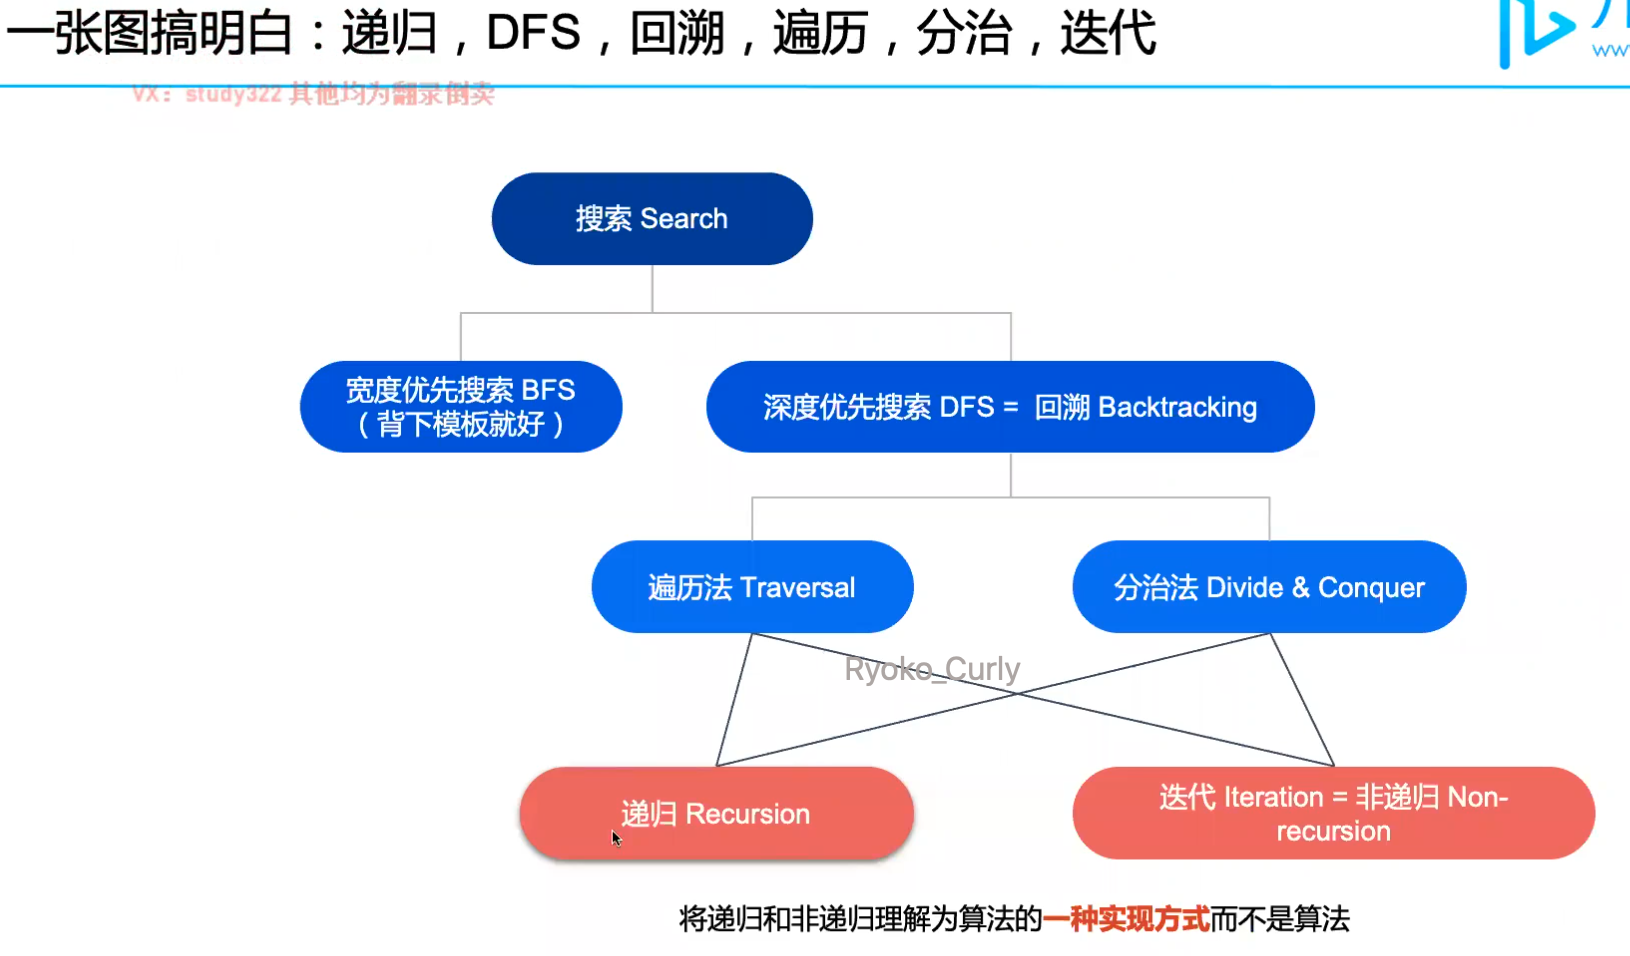 一张图搞明白：递归，DFS，回溯，遍历，分治，迭代
VX：study322 其他均为翻录倒卖
搜索 Search
宽度优先搜索 BFS
（背下模板就好）
深度优先搜索 DFS = 回溯 Backtracking
遍历法 Traversal
分治法 Divide & Conquer
Ryoko_Curly
递归 Recursion
迭代 Iteration = 非递归 Non-
recursion
将递归和非递归理解为算法的一种实现方式而不是算法